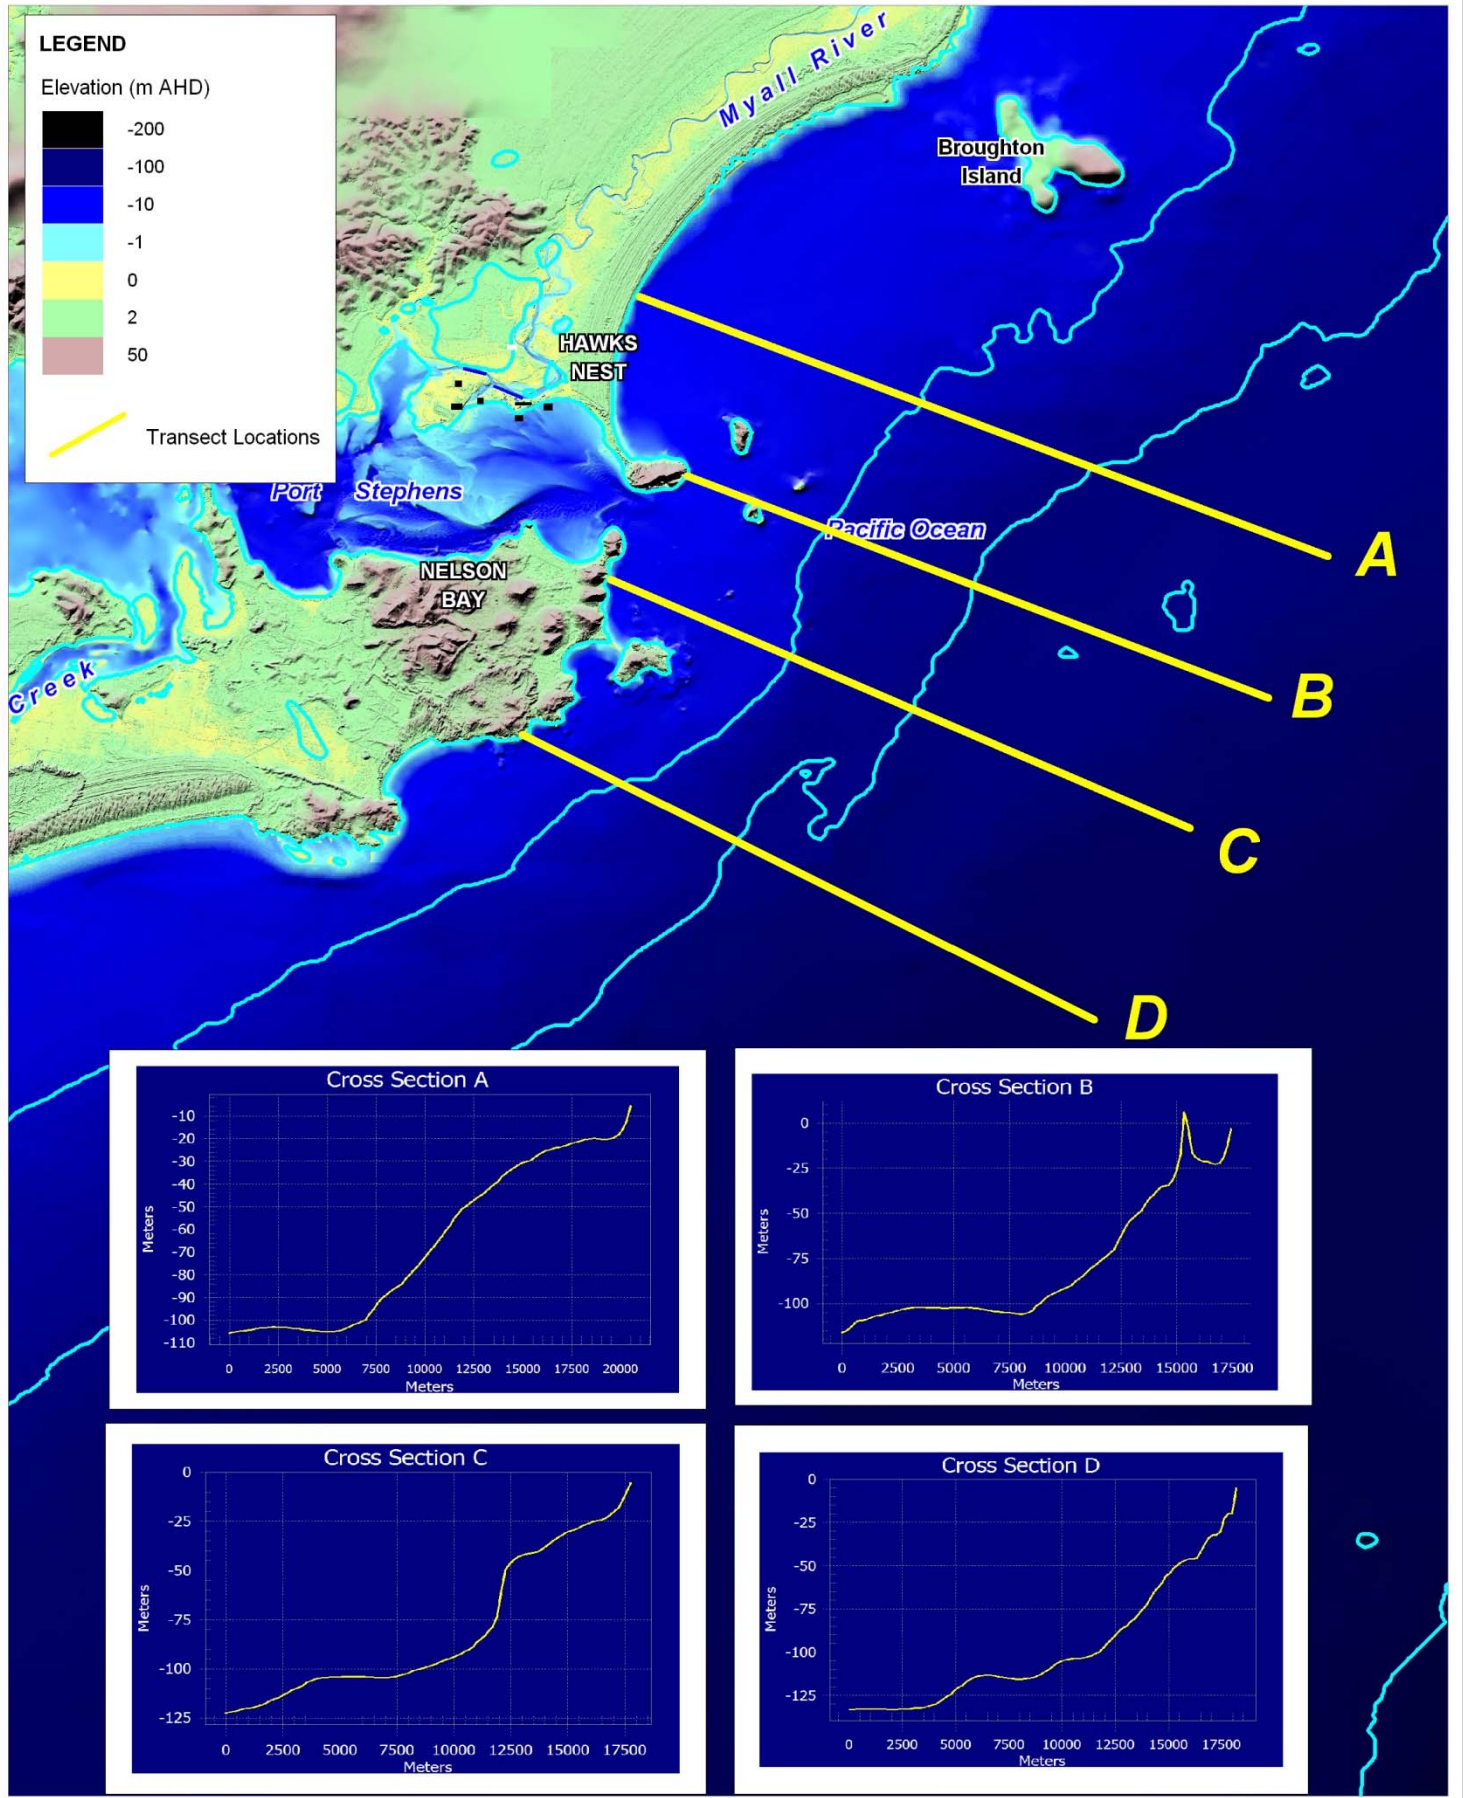 LEGEND
Elevation (m AHD)
-200
-100
-10
-1
0
2
50
Transect Locations
Myall River
Broughton
Island
HAWKS
NEST
Port Stephens
Pacific Ocean
NELSON
BAY
Creek
A
B
C
D
Cross Section A
Meters
-10
-20
-30
-40
-50
-60
-70
-80
-90
-100
-110
0 2500 5000 7500 10000 12500 15000 17500 20000
Meters
Cross Section B
Meters
0
-25
-50
-75
-100
0 2500 5000 7500 10000 12500 15000 17500
Meters
Cross Section C
Meters
0
-25
-50
-75
-100
-125
0 2500 5000 7500 10000 12500 15000 17500
Meters
Cross Section D
Meters
0
-25
-50
-75
-100
-125
0 2500 5000 7500 10000 12500 15000 17500
Meters